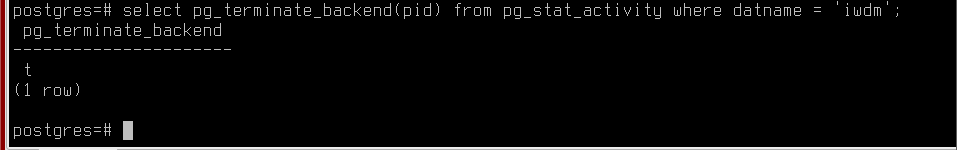 postgres=# select pg_terminate_backend(pid) from pg_stat_activity where datname = 'iwdm';
 pg_terminate_backend
----------------------
 t
(1 row)
postgres=#